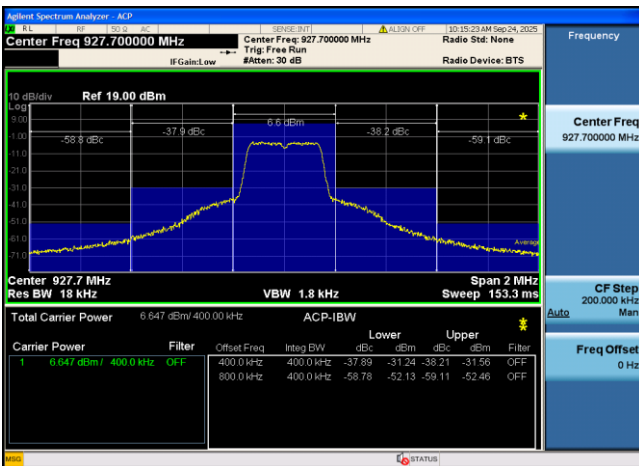 Agilent Spectrum Analyzer - ACP
RL RF 50 Ω AC SENSE:INT ALIGN OFF 10:15:23 AM Sep 24, 2025
Center Freq 927.700000 MHz
Center Freq: 927.700000 MHz
Radio Std: None
Trig: Free Run
IFGain:Low
#Atten: 30 dB
Radio Device: BTS
10 dB/div Ref 19.00 dBm
Log
9.00
-1.00
-11.0
-21.0
-31.0
-41.0
-51.0
-61.0
-71.0
-58.8 dBc
-37.9 dBc
6.6 dBm
-38.2 dBc
-59.1 dBc
Average
Center 927.7 MHz
Span 2 MHz
Res BW 18 kHz
VBW 1.8 kHz
Sweep 153.3 ms
Total Carrier Power 6.647 dBm/ 400.00 kHz ACP-IBW
Lower Upper
Carrier Power Filter
Offset Freq Integ BW dBc dBm dBc dBm Filter
1 6.647 dBm / 400.0 kHz OFF
400.0 kHz 400.0 kHz -37.89 -31.24 -38.21 -31.56 OFF
800.0 kHz 400.0 kHz -58.78 -52.13 -59.11 -52.46 OFF
MSG
STATUS
Frequency
Center Freq
927.700000 MHz
CF Step
200.000 kHz
Auto Man
Freq Offset
0 Hz